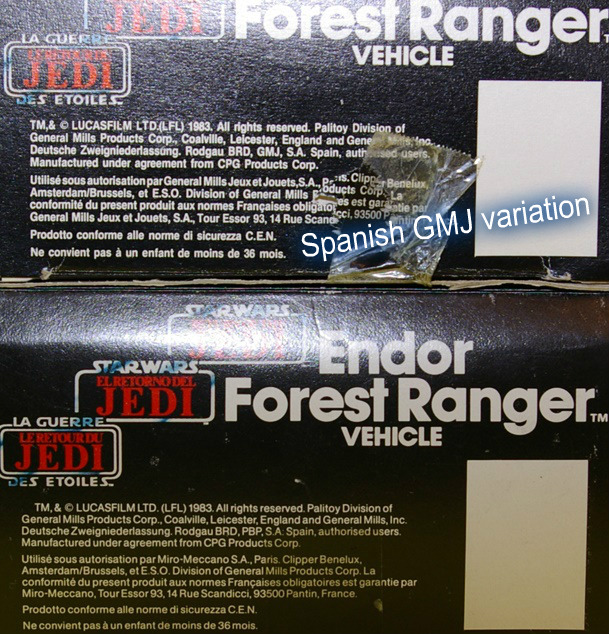 Forest Ranger TM
VEHICLE
LA GUERRE
LE RETOUR DU
JEDI
DES ETOILES
TM,& © LUCASFILM LTD.(LFL) 1983. All rights reserved. Palitoy Division of
General Mills Products Corp., Coalville, Leicester, England and General Mills, Inc.
Deutsche Zweigniederlassung. Rodgau BRD, GMJ, S.A. Spain, authorised users.
Manufactured under agreement from CPG Products Corp.
Utilisé sous autorisation par General Mills Jeux et Jouets, S.A., Paris. Clipper Benelux,
Amsterdam/Brussels, et E.S.O. Division of General Mills Products Corp. La
conformité du présent produit aux normes Françaises obligatoires est garantie par
General Mills Jeux et Jouets, S.A., Tour Essor 93, 14 Rue Scandicci, 93500
Prodotto conforme alle norme di sicurezza C.E.N.
Ne convient pas à un enfant de moins de 36 mois.
Spanish GMJ variation
STAR WARS
JEDI
Endor
STAR WARS
EL RETORNO DEL
JEDI
Forest Ranger TM
VEHICLE
LA GUERRE
LE RETOUR DU
JEDI
DES ETOILES
TM, & © LUCASFILM LTD. (LFL) 1983. All rights reserved. Palitoy Division of
General Mills Products Corp., Coalville, Leicester, England and General Mills, Inc.
Deutsche Zweigniederlassung. Rodgau BRD, PBP, S.A. Spain, authorised users.
Manufactured under agreement from CPG Products Corp.
Utilisé sous autorisation par Miro-Meccano S.A., Paris. Clipper Benelux,
Amsterdam/Brussels, et E.S.O. Division of General Mills Products Corp. La
conformité du present produit aux normes Françaises obligatoires est garantie par
Miro-Meccano, Tour Essor 93, 14 Rue Scandicci, 93500 Pantin, France.
Prodotto conforme alle norme di sicurezza C.E.N.
Ne convient pas à un enfant de moins de 36 mois.